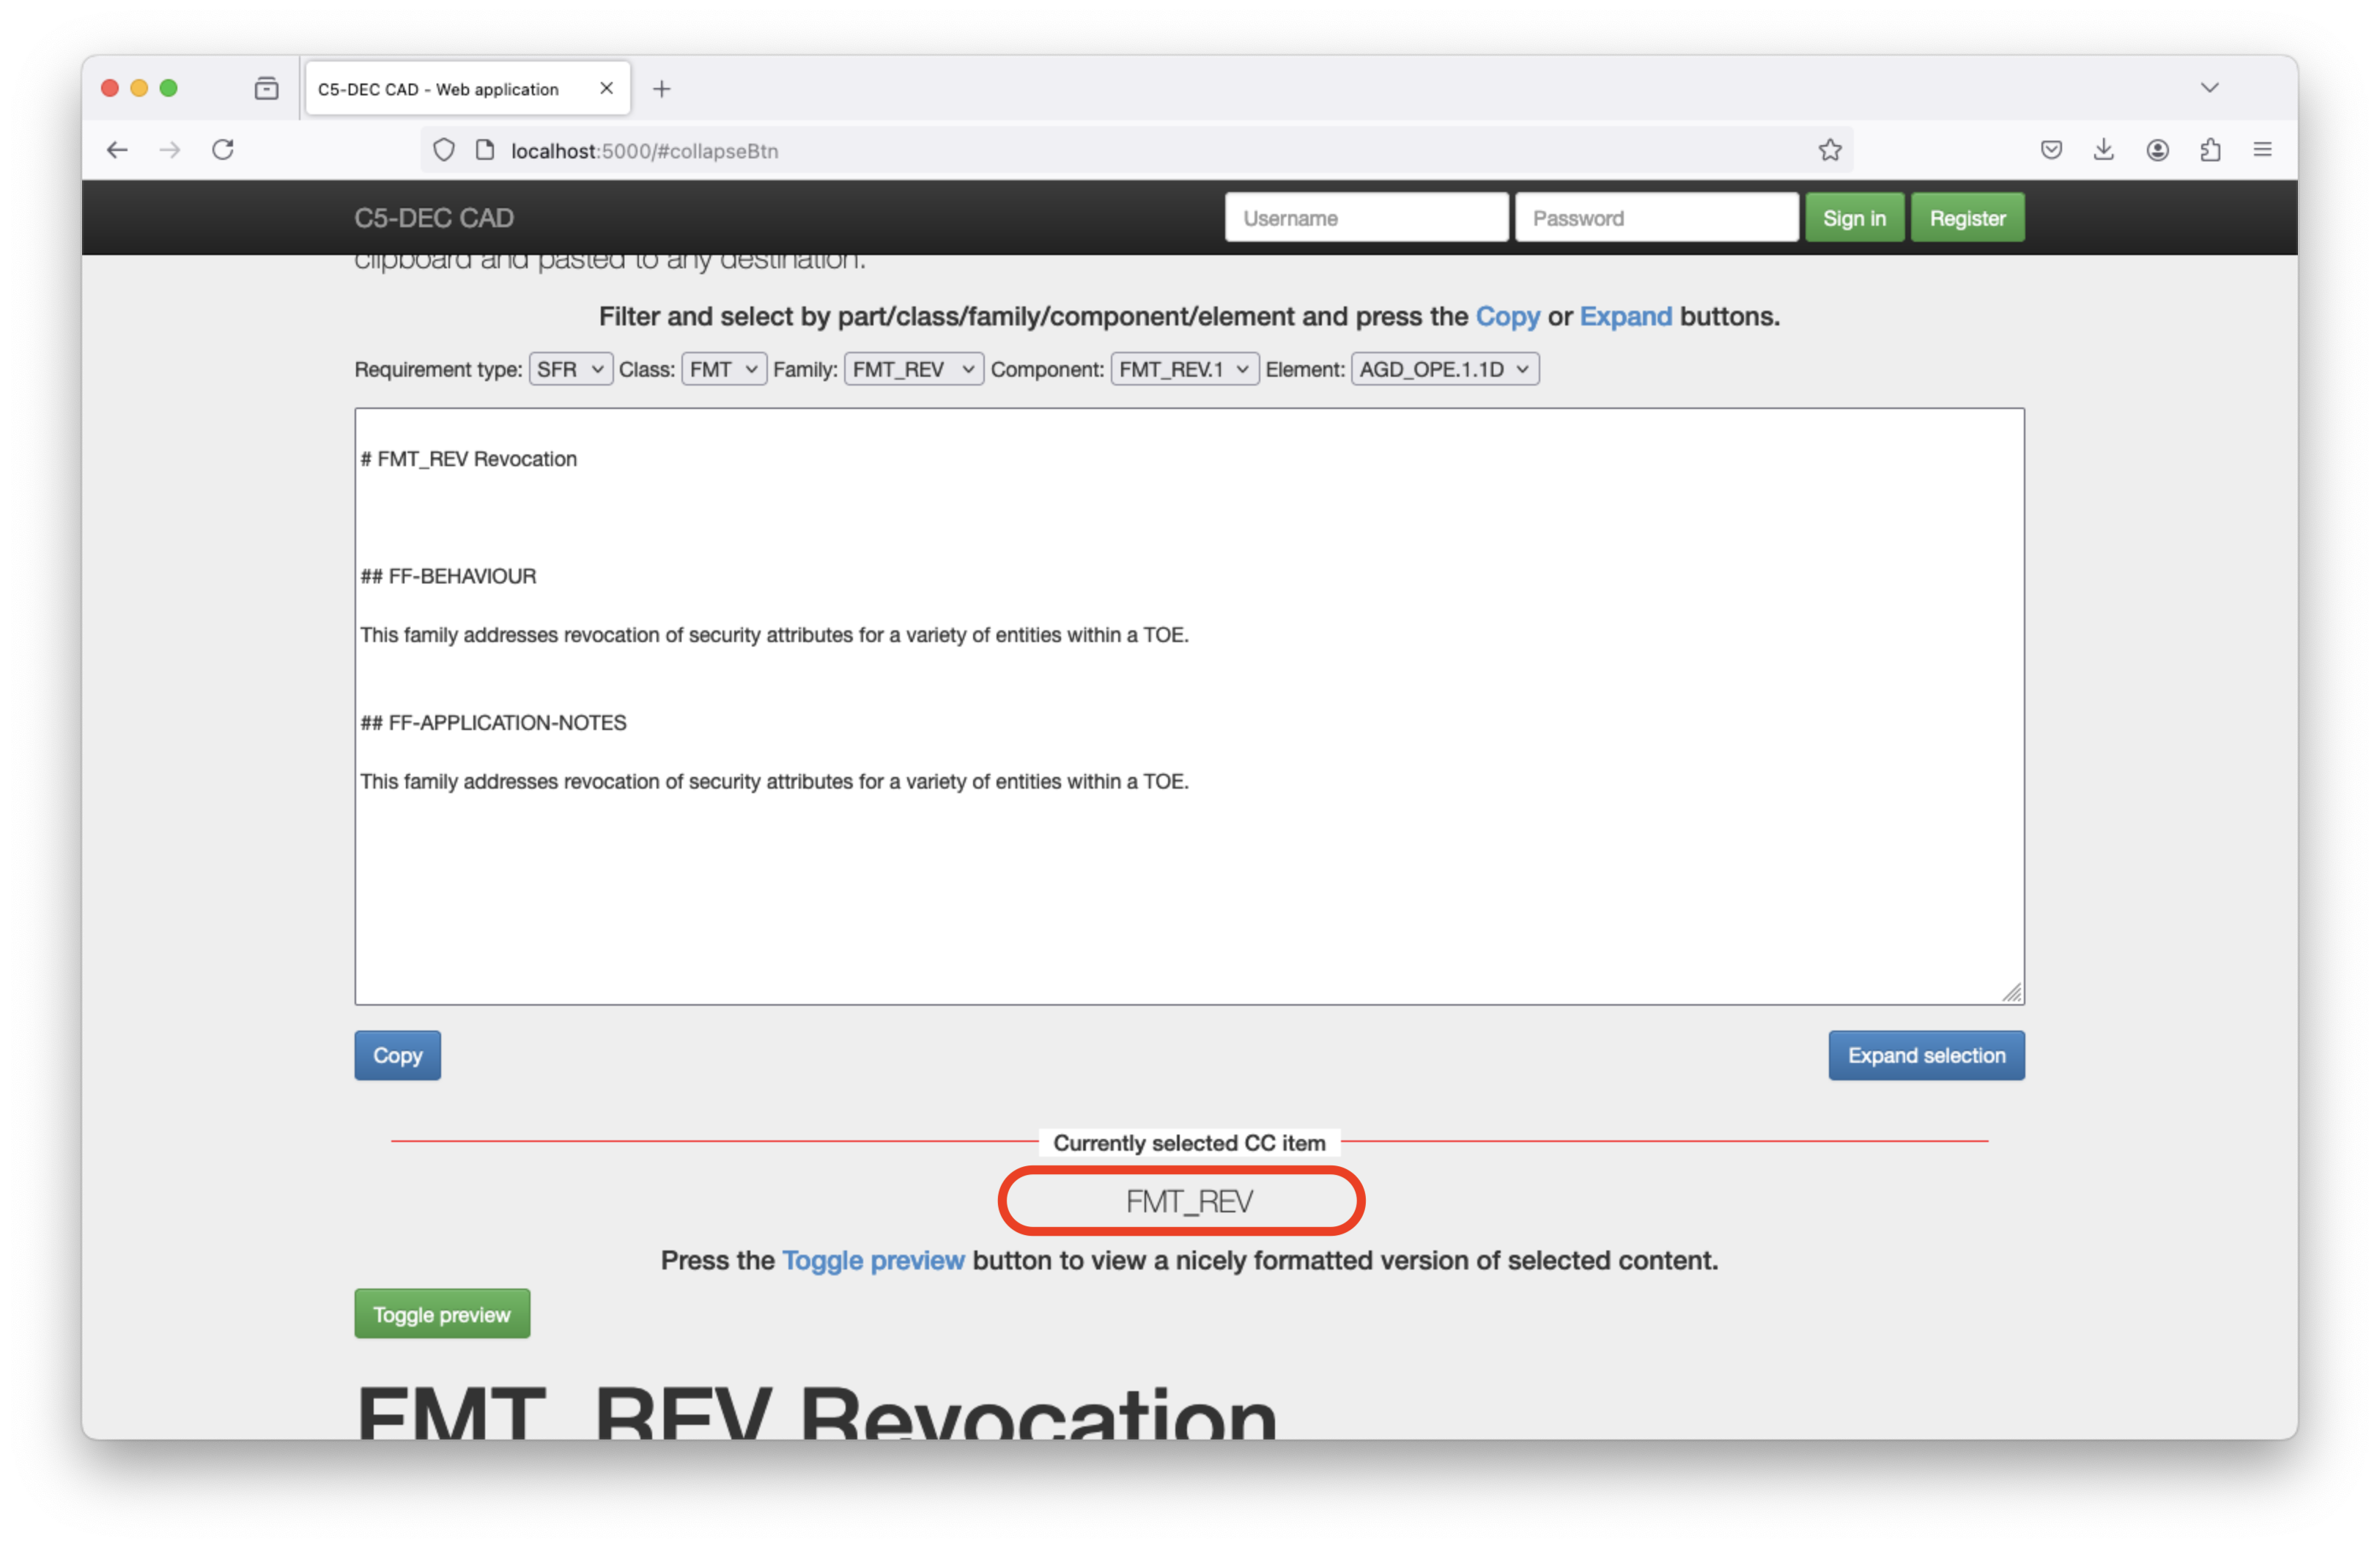 C5-DEC CAD - Web application
localhost:5000/#collapseBtn
C5-DEC CAD Username Password Sign in Register
clipboard and pasted to any destination.
Filter and select by part/class/family/component/element and press the Copy or Expand buttons.
Requirement type: SFR Class: FMT Family: FMT_REV Component: FMT_REV.1 Element: AGD_OPE.1.1D
# FMT_REV Revocation
## FF-BEHAVIOUR
This family addresses revocation of security attributes for a variety of entities within a TOE.
## FF-APPLICATION-NOTES
This family addresses revocation of security attributes for a variety of entities within a TOE.
Copy Expand selection
Currently selected CC item
FMT_REV
Press the Toggle preview button to view a nicely formatted version of selected content.
Toggle preview
FMT_REV Revocation